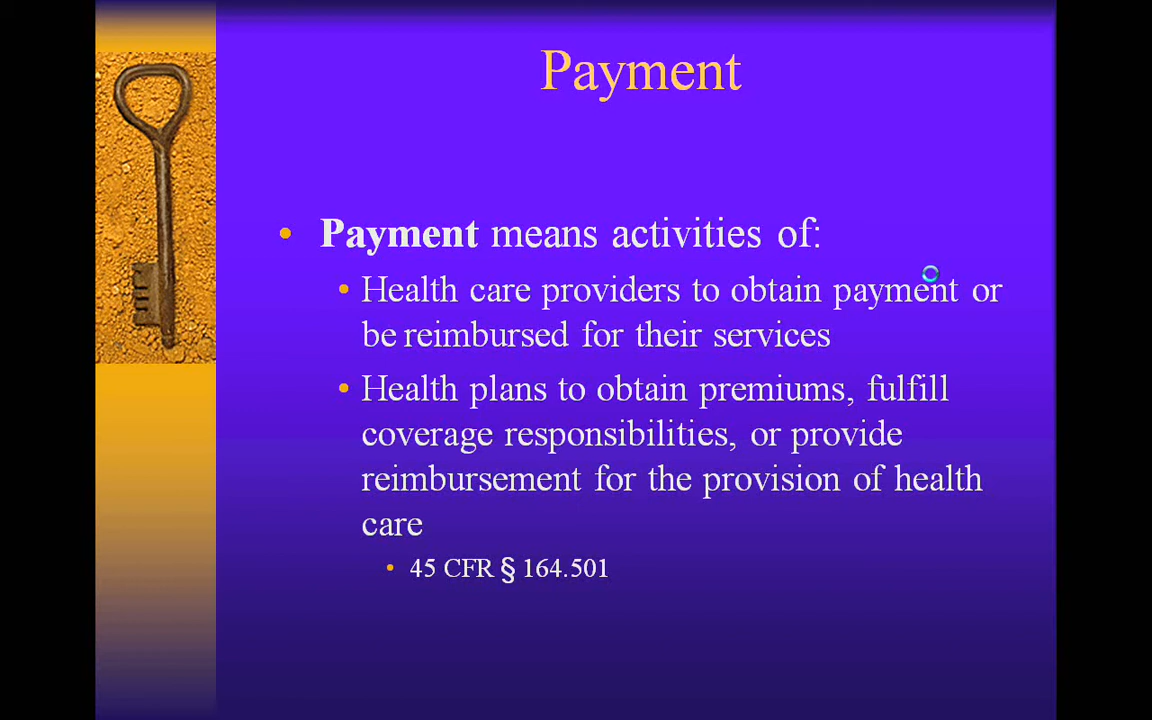 Payment
• Payment means activities of:
• Health care providers to obtain payment or
be reimbursed for their services
• Health plans to obtain premiums, fulfill
coverage responsibilities, or provide
reimbursement for the provision of health
care
• 45 CFR § 164.501